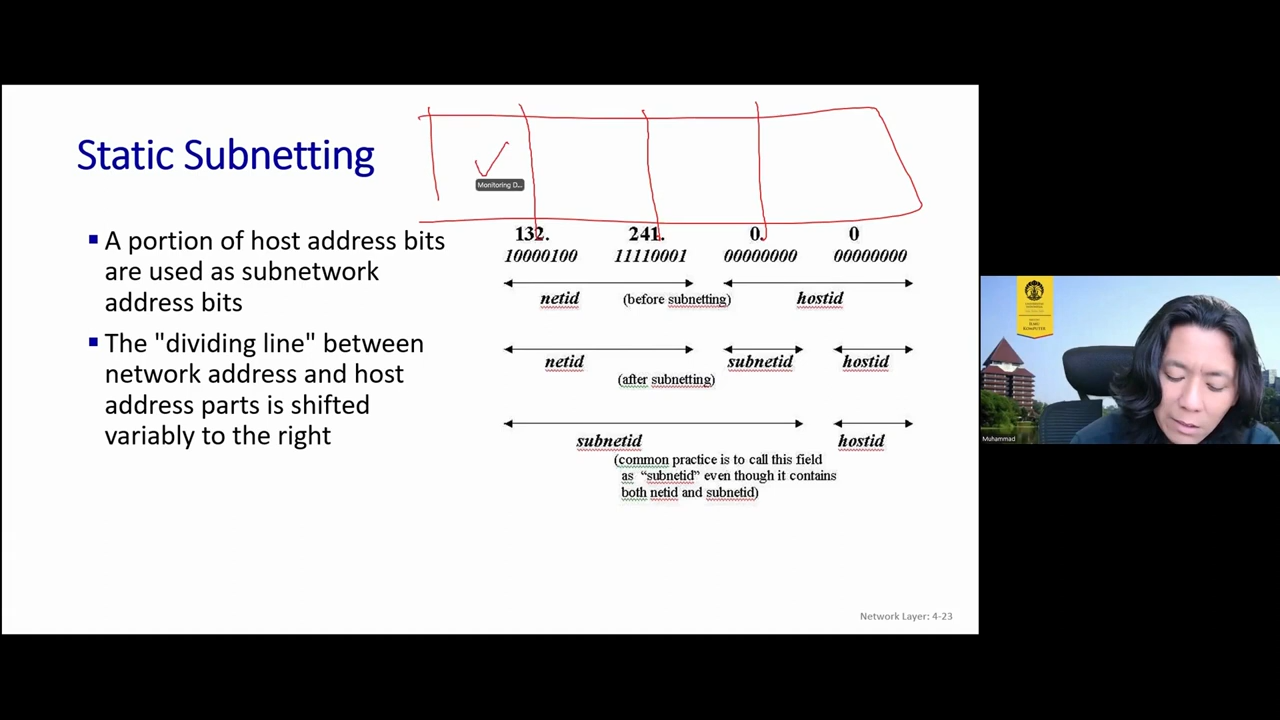 Static Subnetting
Monitoring D...
▪ A portion of host address bits
are used as subnetwork
address bits
▪ The "dividing line" between
network address and host
address parts is shifted
variably to the right
132. 241. 0. 0
10000100 11110001 00000000 00000000
netid (before subnetting) hostid
netid subnetid hostid
(after subnetting)
subnetid hostid
(common practice is to call this field
as “subnetid” even though it contains
both netid and subnetid)
Network Layer: 4-23
ILMU
KOMPUTER
Muhammad